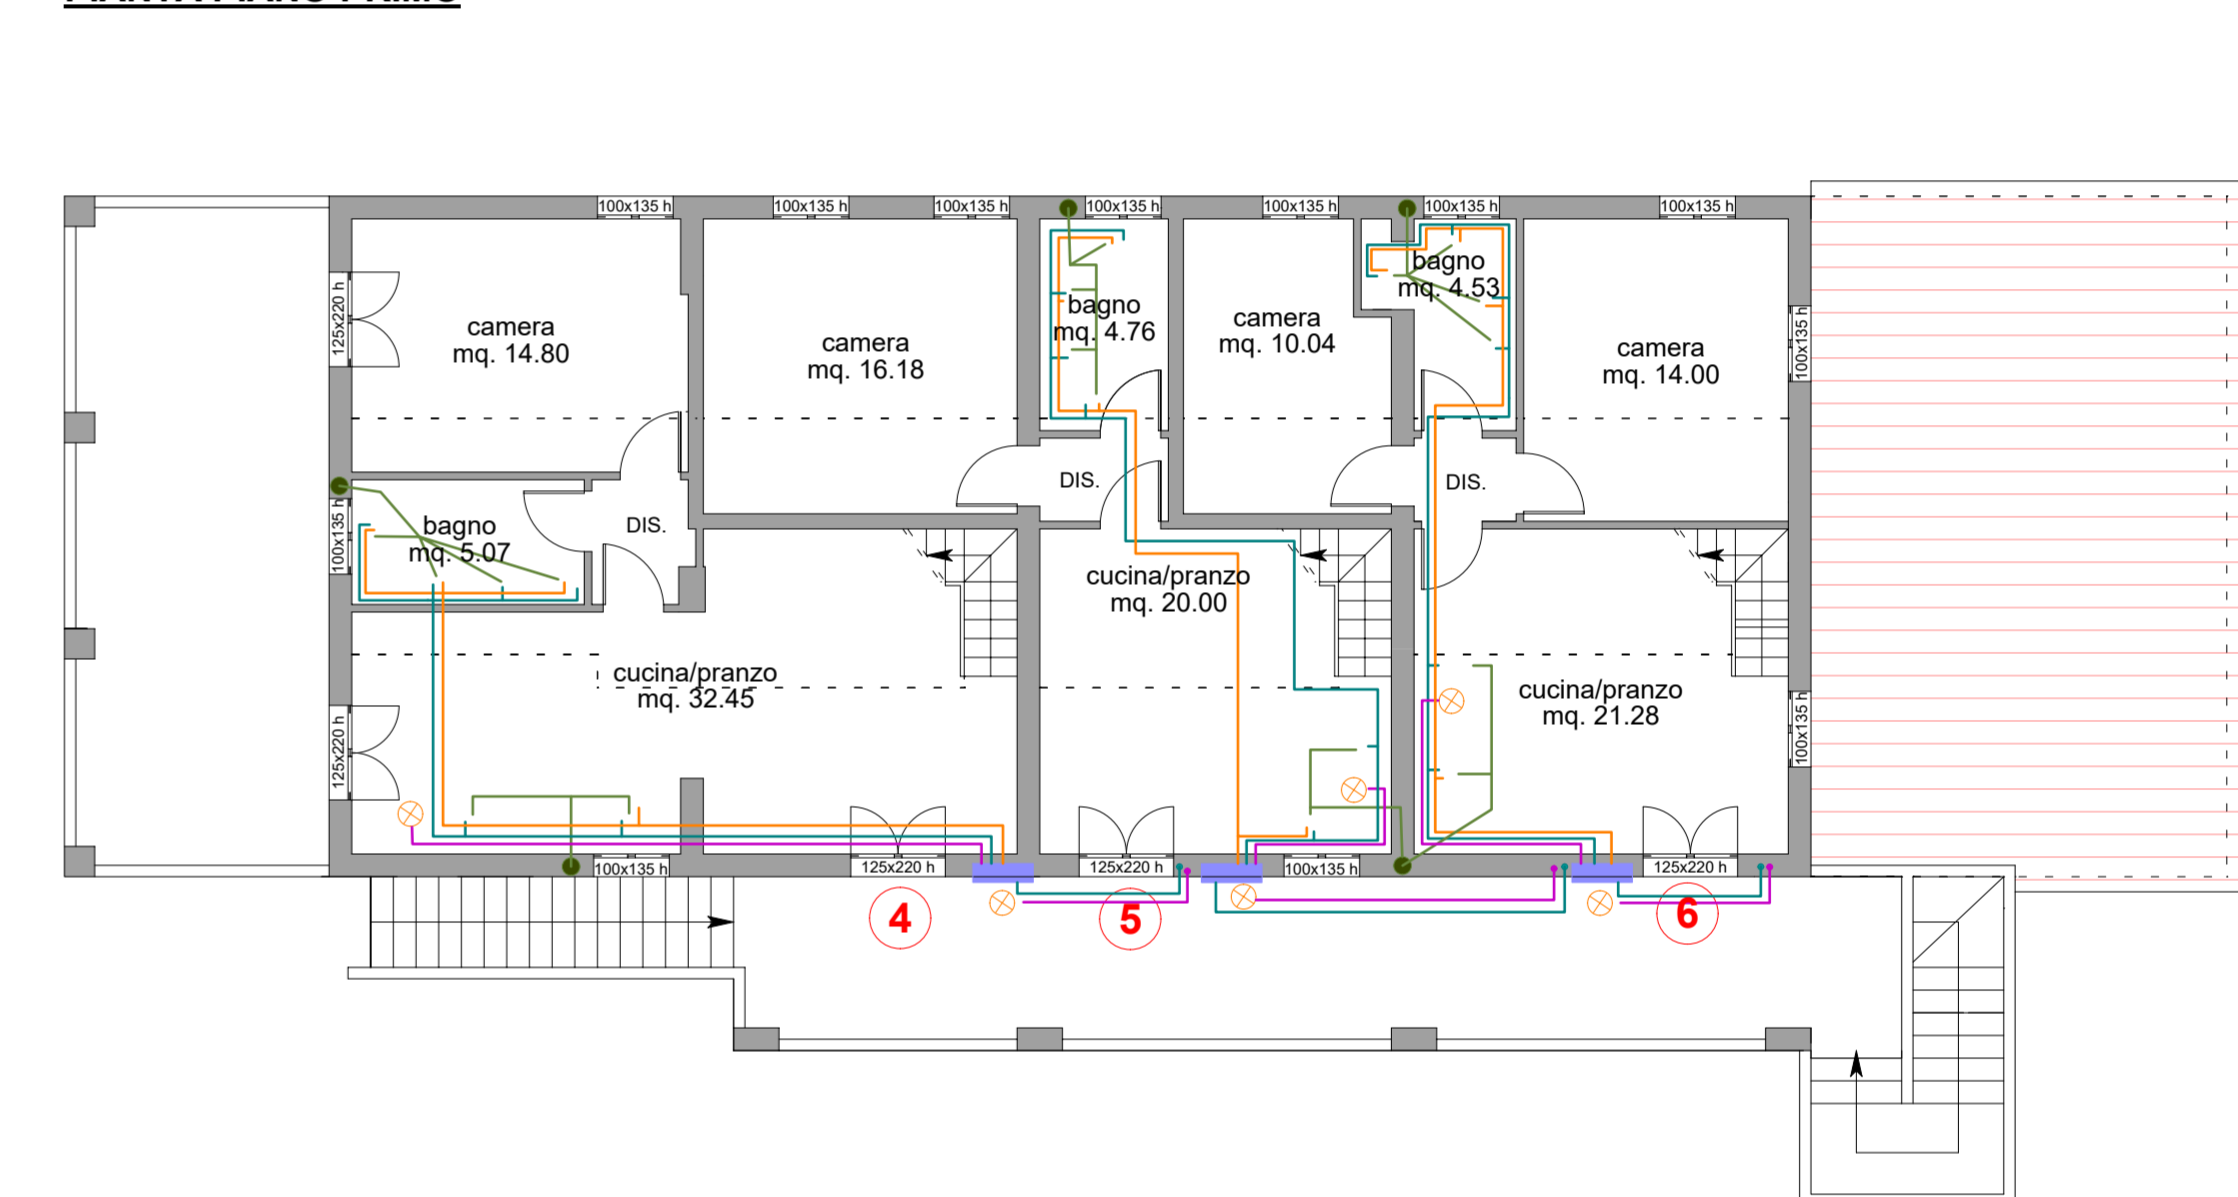 100x135 h
100x135 h
100x135 h
100x135 h
100x135 h
100x135 h
100x135 h
125x220 h
camera
mq. 14.80
camera
mq. 16.18
bagno
mq. 4.76
camera
mq. 10.04
bagno
mq. 4.53
camera
mq. 14.00
100x135 h
100x135 h
bagno
mq. 5.07
DIS.
DIS.
DIS.
cucina/pranzo
mq. 32.45
cucina/pranzo
mq. 20.00
cucina/pranzo
mq. 21.28
125x220 h
100x135 h
100x135 h
125x220 h
125x220 h
100x135 h
125x220 h
4
5
6